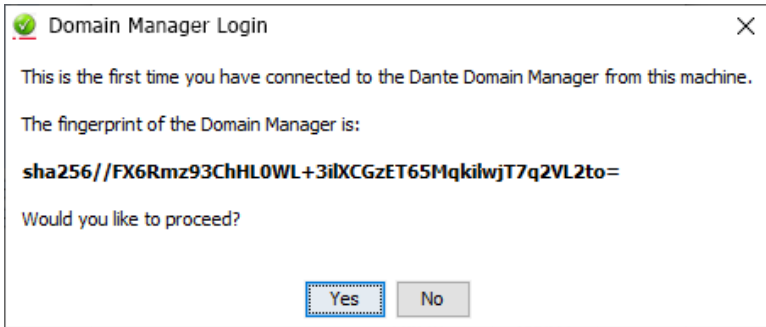 Domain Manager Login
This is the first time you have connected to the Dante Domain Manager from this machine.
The fingerprint of the Domain Manager is:
sha256//FX6Rmz93ChHL0WL+3ilXCGzET65MqkilwjT7q2VL2to=
Would you like to proceed?
Yes
No